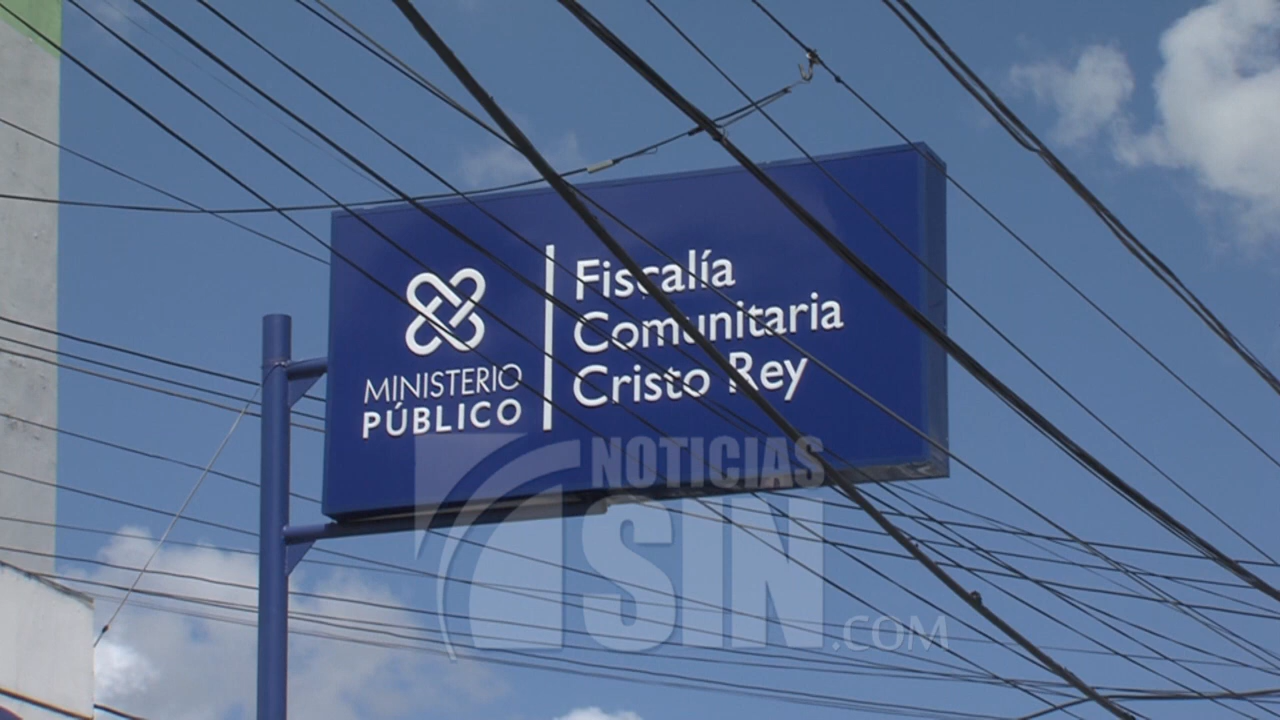 MINISTERIO
PÚBLICO
Fiscalía
Comunitaria
Cristo Rey
NOTICIAS
SIN
.COM